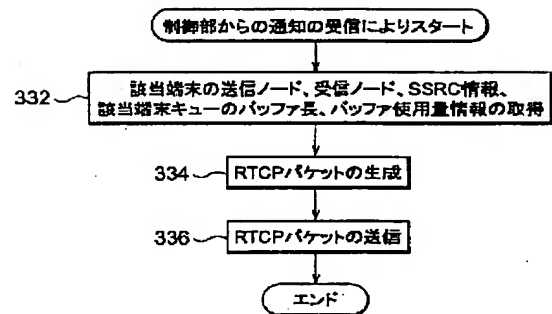 制御部からの通知の受信によりスタート
332
該当端末の送信ノード、受信ノード、SSRC情報、
該当端末キューのバッファ長、バッファ使用量情報の取得
334
RTCPパケットの生成
336
RTCPパケットの送信
エンド